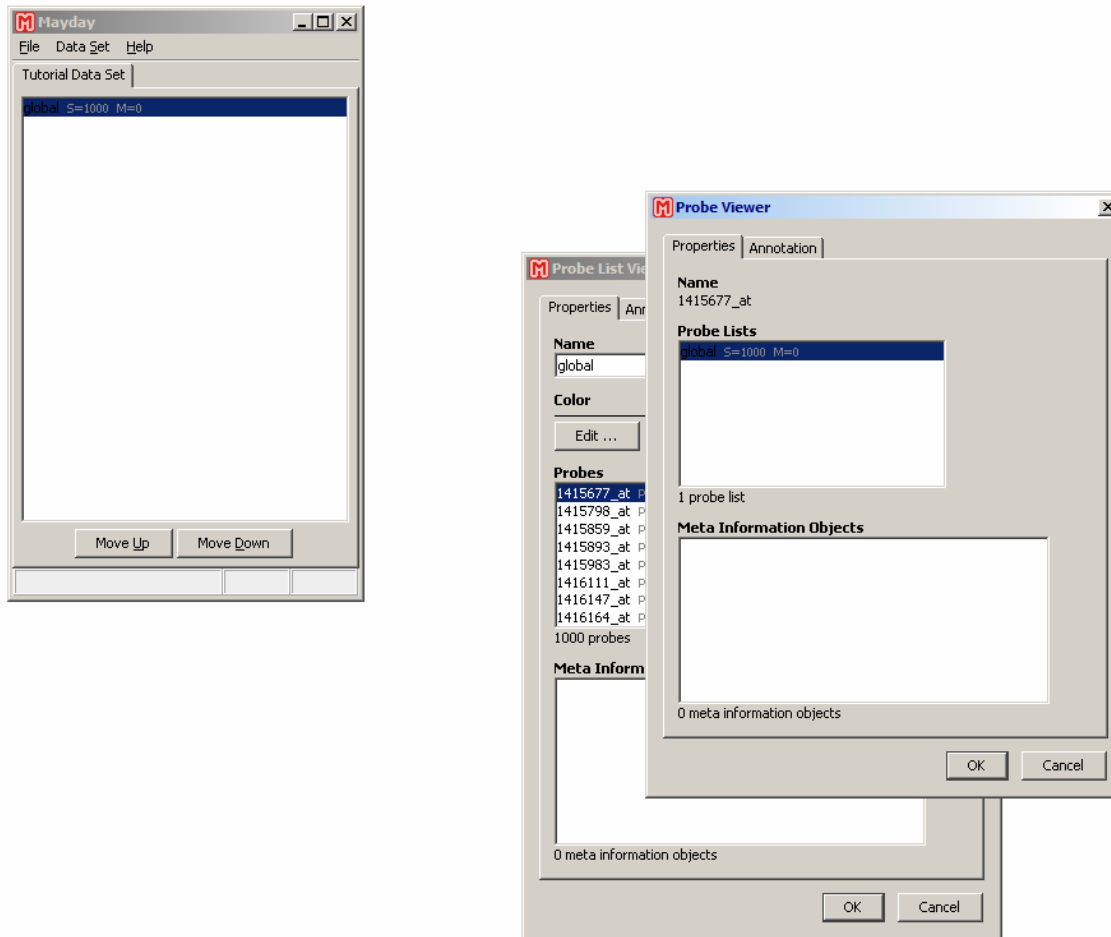 Mayday
File Data Set Help
Tutorial Data Set
global S=1000 M=0
Move Up Move Down
Probe List Vie
Properties Ann
Name
global
Color
Edit ...
Probes
1415677_at P
1415798_at P
1415859_at P
1415893_at P
1415983_at P
1416111_at P
1416147_at P
1416164_at P
1000 probes
Meta Inform
0 meta information objects
OK Cancel
Probe Viewer
Properties Annotation
Name
1415677_at
Probe Lists
global S=1000 M=0
1 probe list
Meta Information Objects
0 meta information objects
OK Cancel